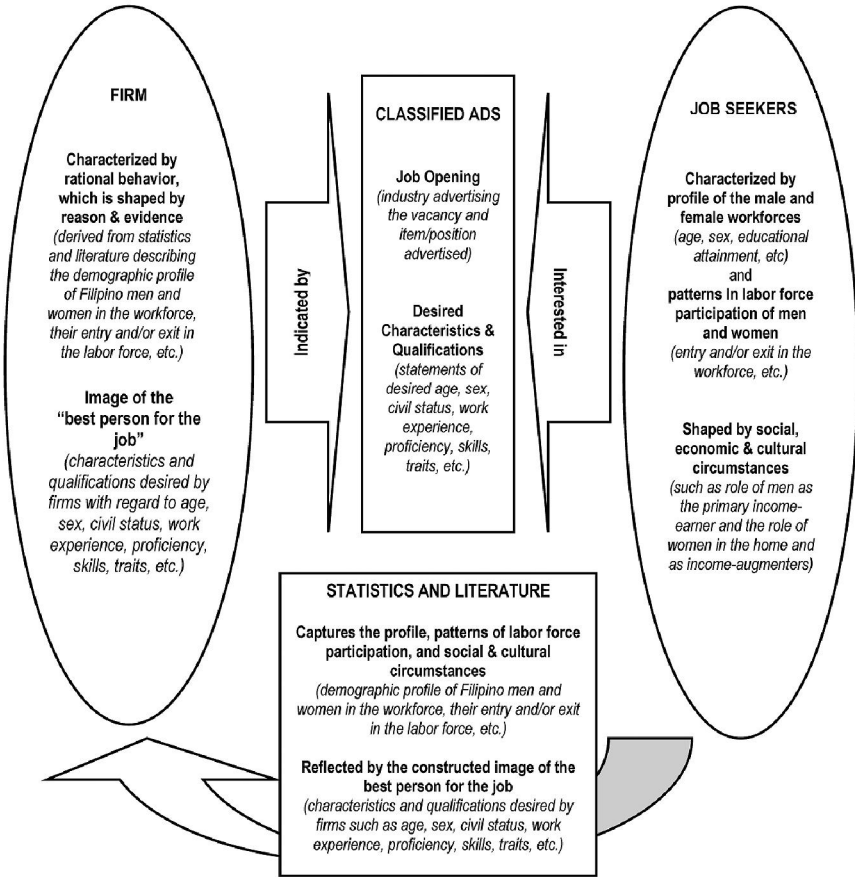 FIRM
Characterized by
rational behavior,
which is shaped by
reason & evidence
(derived from statistics
and literature describing
the demographic profile
of Filipino men and
women in the workforce,
their entry and/or exit in
the labor force, etc.)
Image of the
“best person for the
job”
(characteristics and
qualifications desired by
firms with regard to age,
sex, civil status, work
experience, proficiency,
skills, traits, etc.)
Indicated by
CLASSIFIED ADS
Job Opening
(industry advertising
the vacancy and
item/position
advertised)
Desired
Characteristics &
Qualifications
(statements of
desired age, sex,
civil status, work
experience,
proficiency, skills,
traits, etc.)
Interested in
JOB SEEKERS
Characterized by
profile of the male and
female workforces
(age, sex, educational
attainment, etc)
and
patterns in labor force
participation of men
and women
(entry and/or exit in the
workforce, etc.)
Shaped by social,
economic & cultural
circumstances
(such as role of men as
the primary income-
earner and the role of
women in the home and
as income-augmenters)
STATISTICS AND LITERATURE
Captures the profile, patterns of labor force
participation, and social & cultural
circumstances
(demographic profile of Filipino men and
women in the workforce, their entry and/or exit
in the labor force, etc.)
Reflected by the constructed image of the
best person for the job
(characteristics and qualifications desired by
firms such as age, sex, civil status, work
experience, proficiency, skills, traits, etc.)